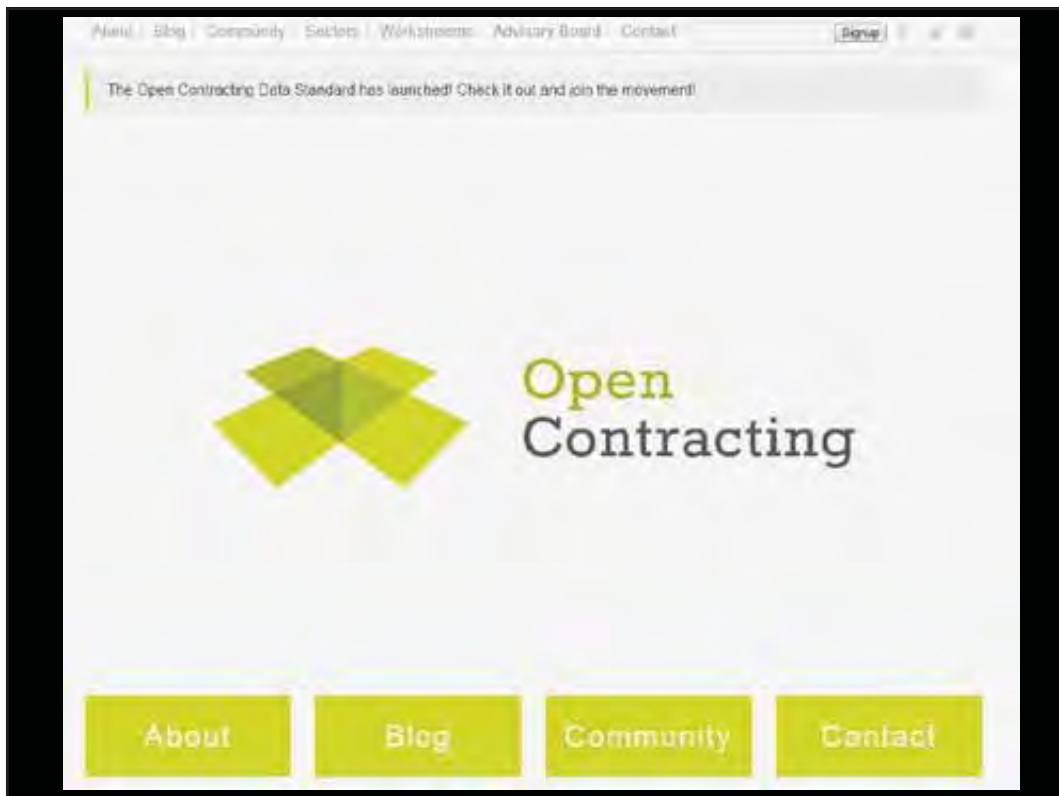 About Blog Community Sectors Workstreams Advisory Board Contact Signup
The Open Contracting Data Standard has launched! Check it out and join the movement!
Open
Contracting
About Blog Community Contact